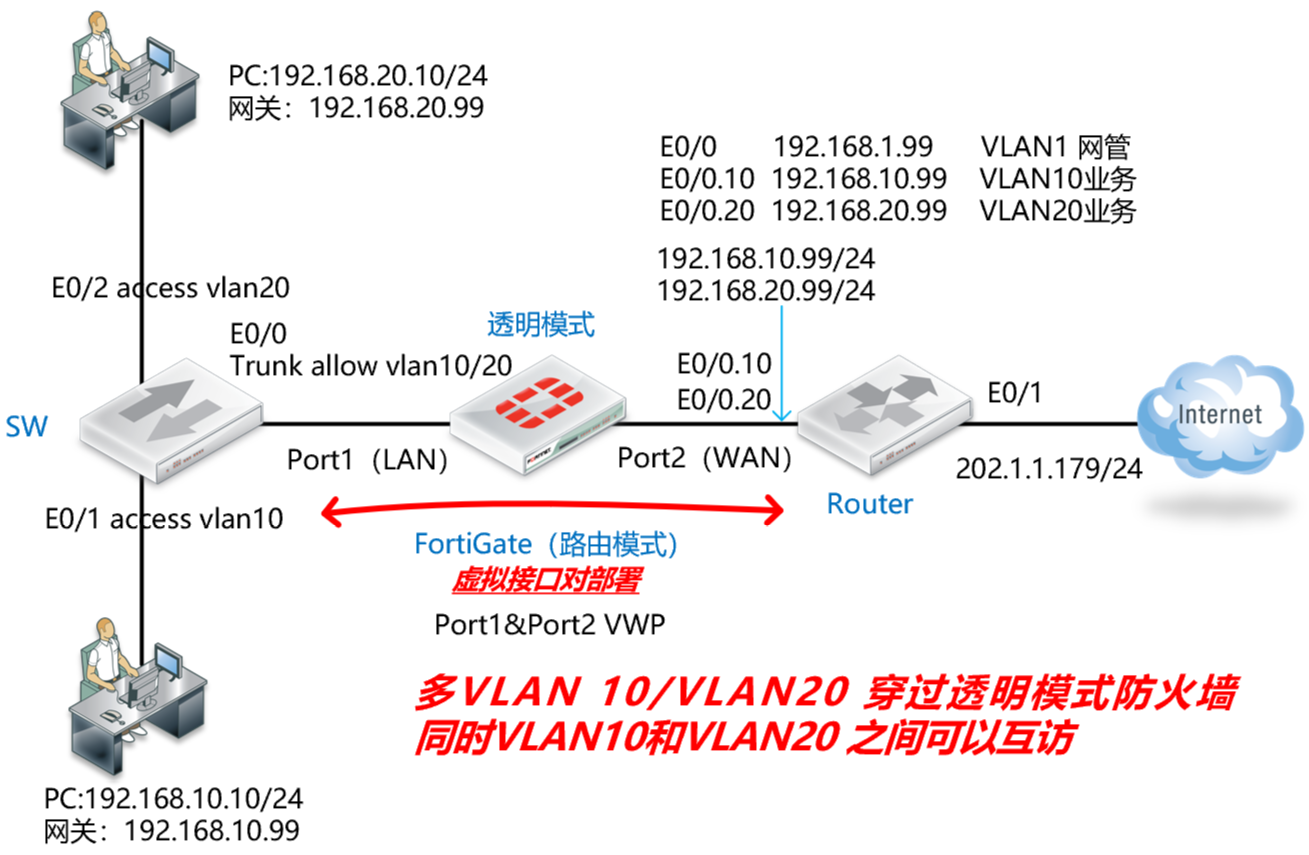 PC:192.168.20.10/24
网关：192.168.20.99
E0/0 192.168.1.99 VLAN1 网管
E0/0.10 192.168.10.99 VLAN10业务
E0/0.20 192.168.20.99 VLAN20业务
192.168.10.99/24
192.168.20.99/24
E0/2 access vlan20
E0/0
Trunk allow vlan10/20
透明模式
E0/0.10
E0/0.20
E0/1
SW
Port1（LAN）
FORTINET
Port2（WAN）
Internet
202.1.1.179/24
Router
E0/1 access vlan10
FortiGate（路由模式）
虚拟接口对部署
Port1&Port2 VWP
多VLAN 10/VLAN20 穿过透明模式防火墙
同时VLAN10和VLAN20 之间可以互访
PC:192.168.10.10/24
网关：192.168.10.99